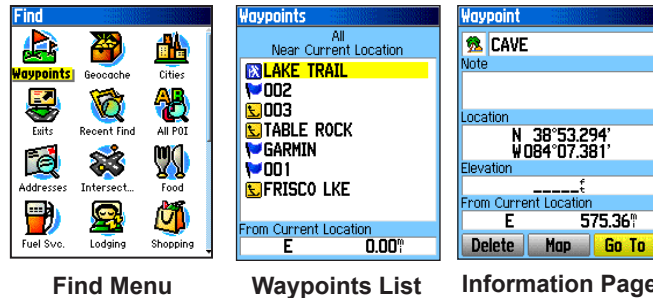 Find
Waypoints
Geocache
Cities
Exits
Recent Find
All POI
Addresses
Intersect...
Food
Fuel Svc.
Lodging
Shopping
Find Menu
Waypoints
All
Near Current Location
LAKE TRAIL
002
003
TABLE ROCK
GARMIN
001
FRISCO LKE
From Current Location
E 0.00m
Waypoints List
Waypoint
CAVE
Note
Location
N 38°53.294'
W084°07.381'
Elevation
_____ft
From Current Location
E 575.36m
Delete Map Go To
Information Page